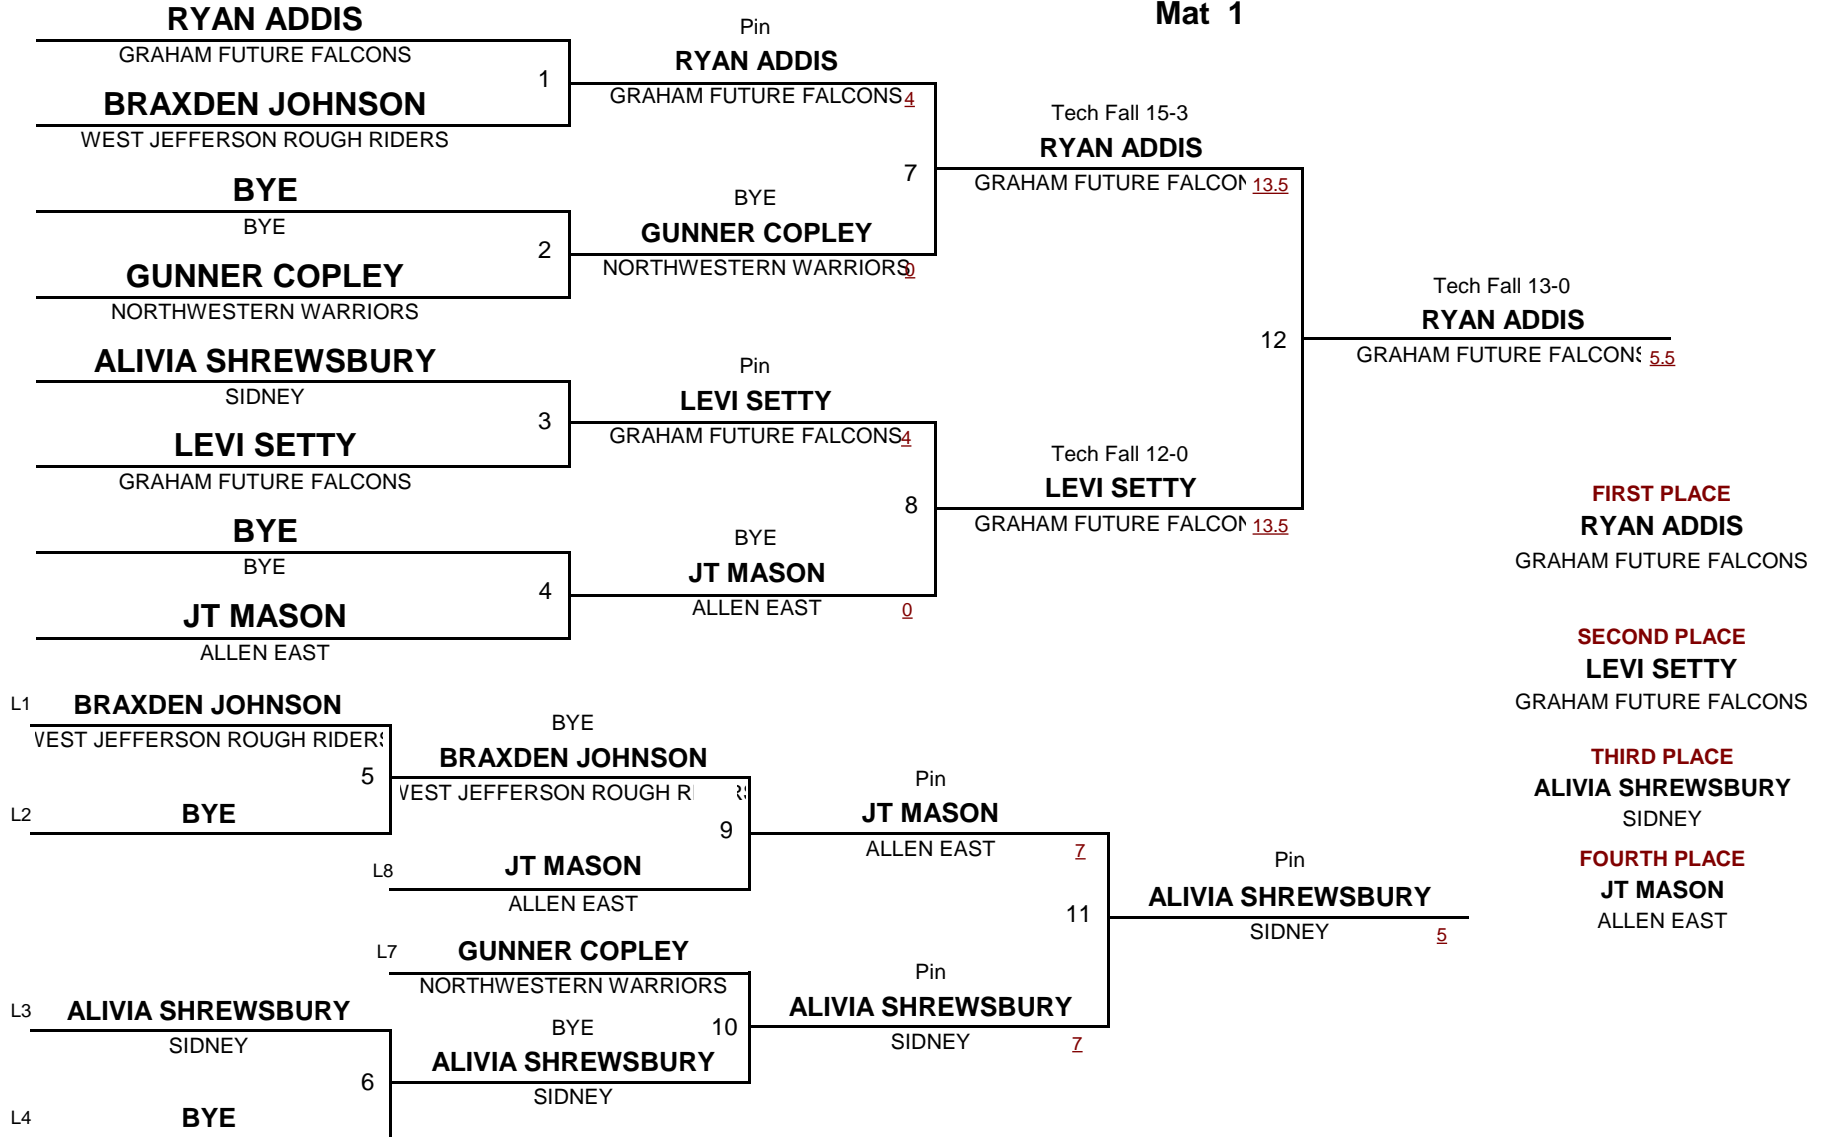 Mat 1
RYAN ADDIS
GRAHAM FUTURE FALCONS
1
BRAXDEN JOHNSON
WEST JEFFERSON ROUGH RIDERS
BYE
BYE
2
GUNNER COPLEY
NORTHWESTERN WARRIORS
ALIVIA SHREWSBURY
SIDNEY
3
LEVI SETTY
GRAHAM FUTURE FALCONS
BYE
BYE
4
JT MASON
ALLEN EAST
Pin
RYAN ADDIS
GRAHAM FUTURE FALCONS 4
7
BYE
GUNNER COPLEY
NORTHWESTERN WARRIORS 0
Pin
LEVI SETTY
GRAHAM FUTURE FALCONS 4
8
BYE
JT MASON
ALLEN EAST 0
Tech Fall 15-3
RYAN ADDIS
GRAHAM FUTURE FALCON 13.5
12
Tech Fall 12-0
LEVI SETTY
GRAHAM FUTURE FALCON 13.5
Tech Fall 13-0
RYAN ADDIS
GRAHAM FUTURE FALCONS 5.5
FIRST PLACE
RYAN ADDIS
GRAHAM FUTURE FALCONS
SECOND PLACE
LEVI SETTY
GRAHAM FUTURE FALCONS
THIRD PLACE
ALIVIA SHREWSBURY
SIDNEY
FOURTH PLACE
JT MASON
ALLEN EAST
L1 BRAXDEN JOHNSON
WEST JEFFERSON ROUGH RIDERS
5
L2 BYE
BYE
BRAXDEN JOHNSON
WEST JEFFERSON ROUGH RS
9
L8 JT MASON
ALLEN EAST
L7 GUNNER COPLEY
NORTHWESTERN WARRIORS
10
L3 ALIVIA SHREWSBURY
SIDNEY
6
L4 BYE
BYE
ALIVIA SHREWSBURY
SIDNEY
Pin
JT MASON
ALLEN EAST 7
11
Pin
ALIVIA SHREWSBURY
SIDNEY 7
Pin
ALIVIA SHREWSBURY
SIDNEY 5